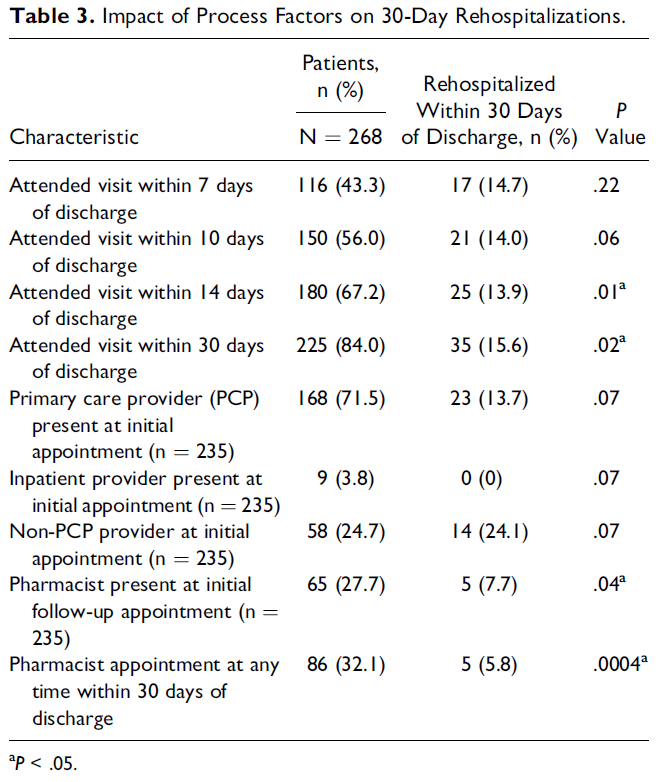 Table 3. Impact of Process Factors on 30-Day Rehospitalizations.
Patients,
n (%)
Rehospitalized
Within 30 Days
of Discharge, n (%)
P
Value
Characteristic
N = 268
Attended visit within 7 days 116 (43.3) 17 (14.7) .22
of discharge
Attended visit within 10 days 150 (56.0) 21 (14.0) .06
of discharge
Attended visit within 14 days 180 (67.2) 25 (13.9) .01ᵃ
of discharge
Attended visit within 30 days 225 (84.0) 35 (15.6) .02ᵃ
of discharge
Primary care provider (PCP) 168 (71.5) 23 (13.7) .07
present at initial
appointment (n = 235)
Inpatient provider present at 9 (3.8) 0 (0) .07
initial appointment (n = 235)
Non-PCP provider at initial 58 (24.7) 14 (24.1) .07
appointment (n = 235)
Pharmacist present at initial 65 (27.7) 5 (7.7) .04ᵃ
follow-up appointment (n =
235)
Pharmacist appointment at any 86 (32.1) 5 (5.8) .0004ᵃ
time within 30 days of
discharge
ᵃP < .05.